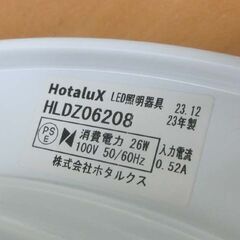 HotaluX LED照明器具
23.12
HLDZ06208
23年製
PS
E
消費電力 26W
入力電流
100V 50/60Hz
0.52A
株式会社ホタルクス